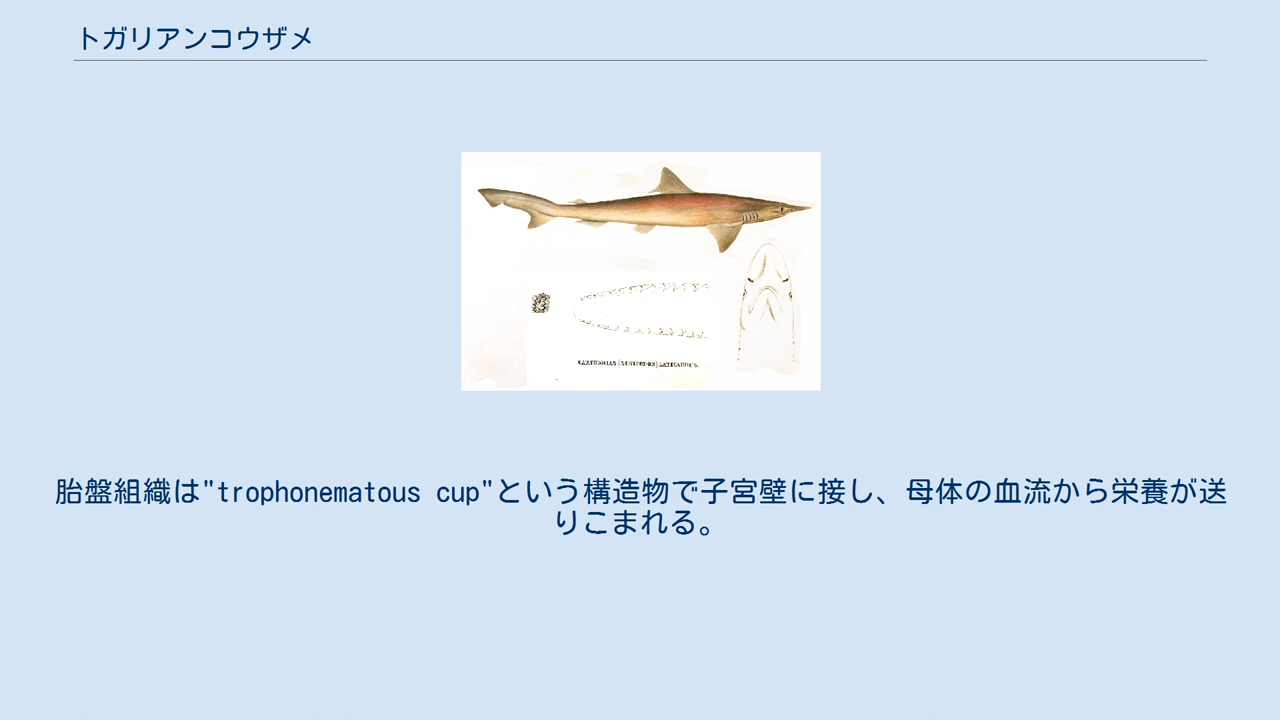 トガリアンコウザメ
胎盤組織は"trophonematous cup"という構造物で子宮壁に接し、母体の血流から栄養が送
りこまれる。